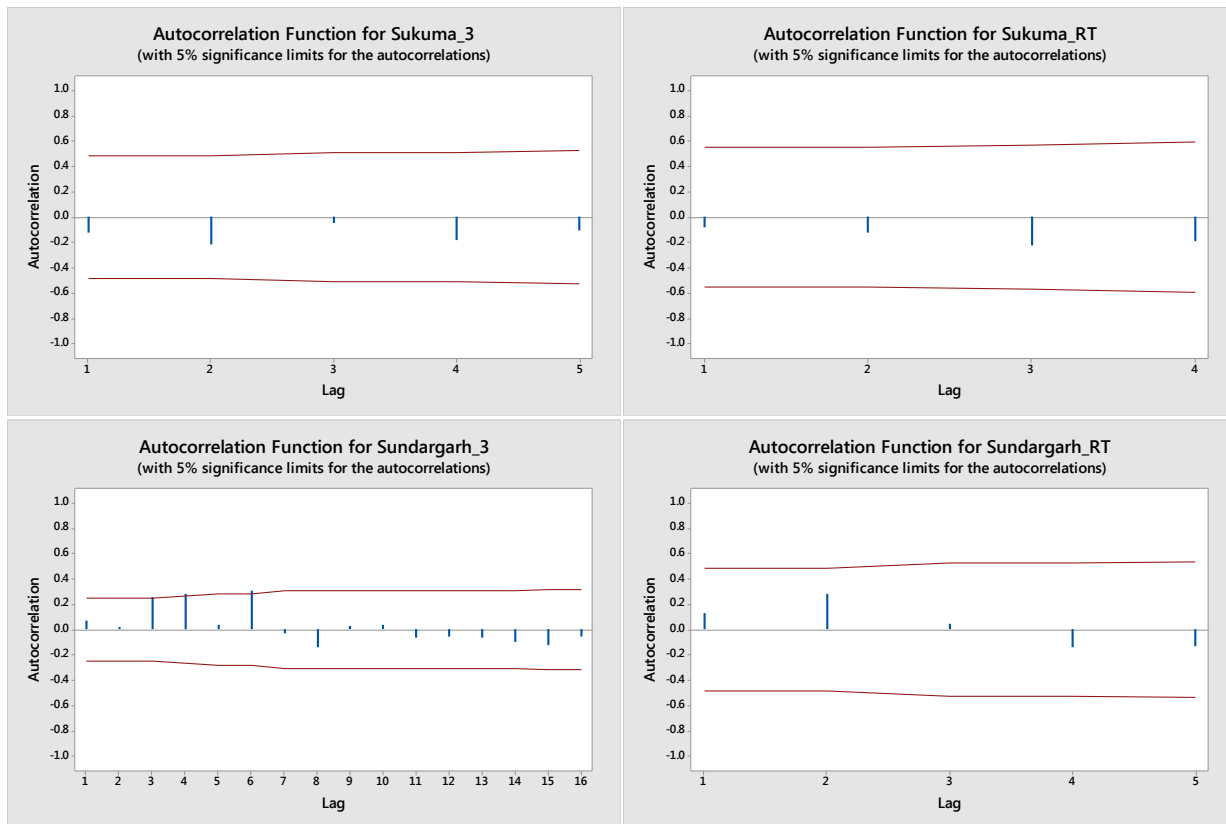 Autocorrelation Function for Sukuma_3
(with 5% significance limits for the autocorrelations)
1.0
0.8
0.6
0.4
0.2
0.0
-0.2
-0.4
-0.6
-0.8
-1.0
Autocorrelation
1 2 3 4 5
Lag
Autocorrelation Function for Sukuma_RT
(with 5% significance limits for the autocorrelations)
1.0
0.8
0.6
0.4
0.2
0.0
-0.2
-0.4
-0.6
-0.8
-1.0
Autocorrelation
1 2 3 4
Lag
Autocorrelation Function for Sundargarh_3
(with 5% significance limits for the autocorrelations)
1.0
0.8
0.6
0.4
0.2
0.0
-0.2
-0.4
-0.6
-0.8
-1.0
Autocorrelation
1 2 3 4 5 6 7 8 9 10 11 12 13 14 15 16
Lag
Autocorrelation Function for Sundargarh_RT
(with 5% significance limits for the autocorrelations)
1.0
0.8
0.6
0.4
0.2
0.0
-0.2
-0.4
-0.6
-0.8
-1.0
Autocorrelation
1 2 3 4 5
Lag